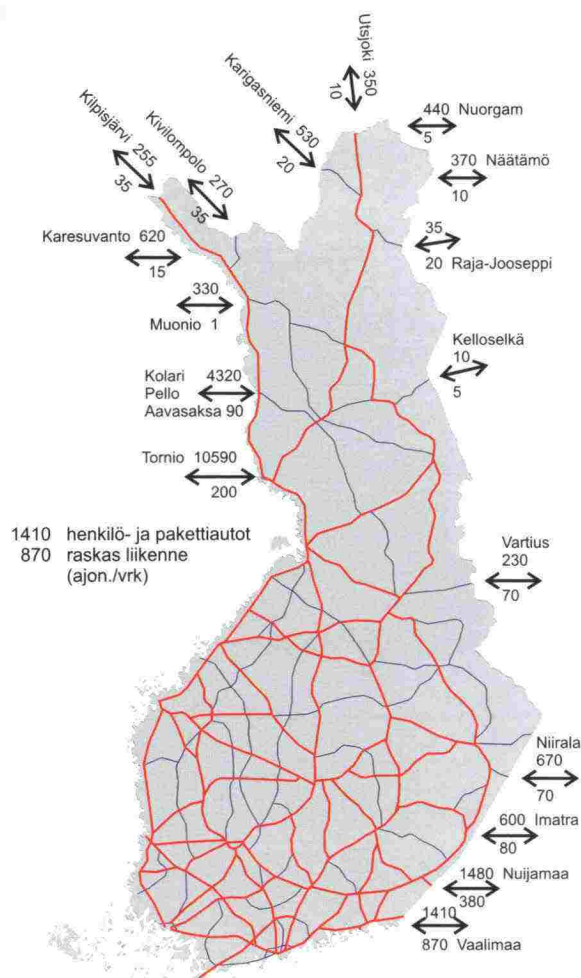 Utsjoki 350
10
Karigasniemi 530
20
Kilpisjärvi 255
35
Kivilompolo 270
35
440 Nuorgam
5
370 Näätämö
10
35
20 Raja-Jooseppi
Karesuvanto 620
15
330
Muonio 1
Kelloselkä
10
5
Kolari 4320
Pello
Aavasaksa 90
Tornio 10590
200
1410 henkilö- ja pakettiautot
870 raskas liikenne
(ajon./vrk)
Vartius
230
70
Niirala
670
70
600 Imatra
80
1480 Nuijamaa
380
1410
870 Vaalimaa